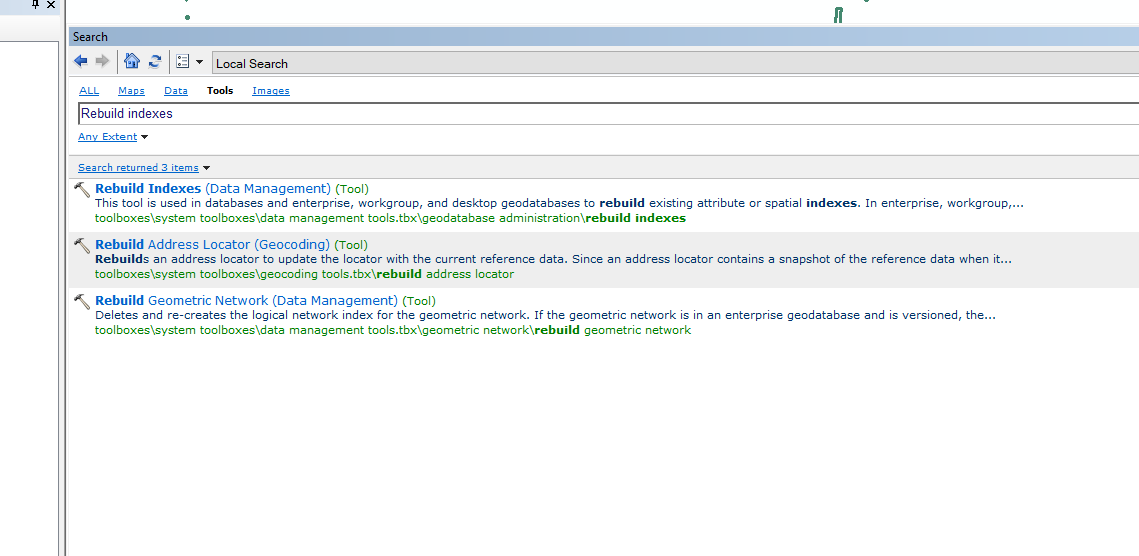 Search
Local Search
ALL Maps Data Tools Images
Rebuild indexes
Any Extent
Search returned 3 items
Rebuild Indexes (Data Management) (Tool)
This tool is used in databases and enterprise, workgroup, and desktop geodatabases to rebuild existing attribute or spatial indexes. In enterprise, workgroup,...
toolboxes\system toolboxes\data management tools.tbx\geodatabase administration\rebuild indexes
Rebuild Address Locator (Geocoding) (Tool)
Rebuilds an address locator to update the locator with the current reference data. Since an address locator contains a snapshot of the reference data when it...
toolboxes\system toolboxes\geocoding tools.tbx\rebuild address locator
Rebuild Geometric Network (Data Management) (Tool)
Deletes and re-creates the logical network index for the geometric network. If the geometric network is in an enterprise geodatabase and is versioned, the...
toolboxes\system toolboxes\data management tools.tbx\geometric network\rebuild geometric network